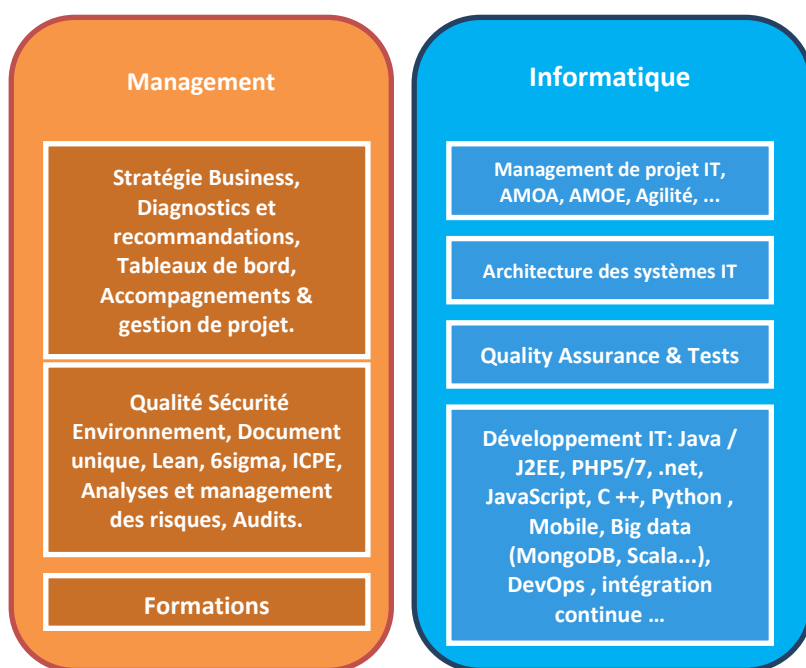 Management
Stratégie Business,
Diagnostics et
recommandations,
Tableaux de bord,
Accompagnements &
gestion de projet.
Qualité Sécurité
Environnement, Document
unique, Lean, 6sigma, ICPE,
Analyses et management
des risques, Audits.
Formations
Informatique
Management de projet IT,
AMOA, AMOE, Agilité, ...
Architecture des systèmes IT
Quality Assurance & Tests
Développement IT: Java /
J2EE, PHP5/7, .net,
JavaScript, C ++, Python ,
Mobile, Big data
(MongoDB, Scala...),
DevOps , intégration
continue ...